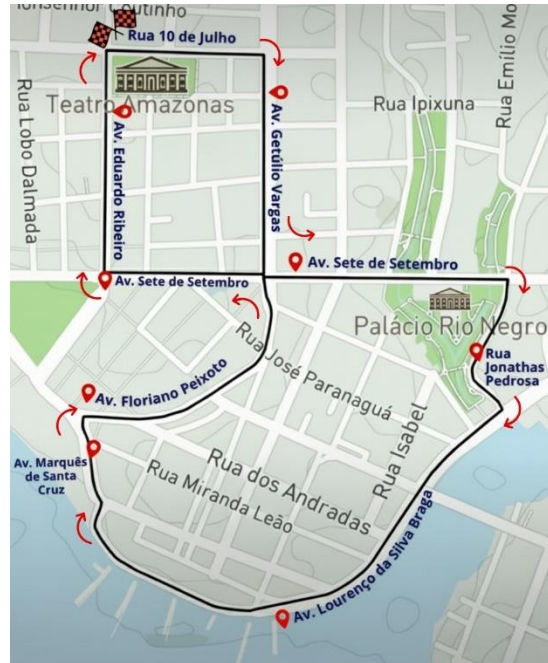 onsenhor Coutinho
Rua 10 de Julho
Rua Emílio Mo
Rua Lobo Dalmada
Teatro Amazonas
Av. Eduardo Ribeiro
Av. Getúlio Vargas
Rua Ipixuna
Av. Sete de Setembro
Av. Sete de Setembro
Palácio Rio Negro
Rua José Paranaguá
Rua
Jonathas
Pedrosa
Av. Floriano Peixoto
Rua Isabel
Av. Marquês
de Santa
Cruz
Rua dos Andradas
Rua Miranda Leão
Av. Lourenço da Silva Braga